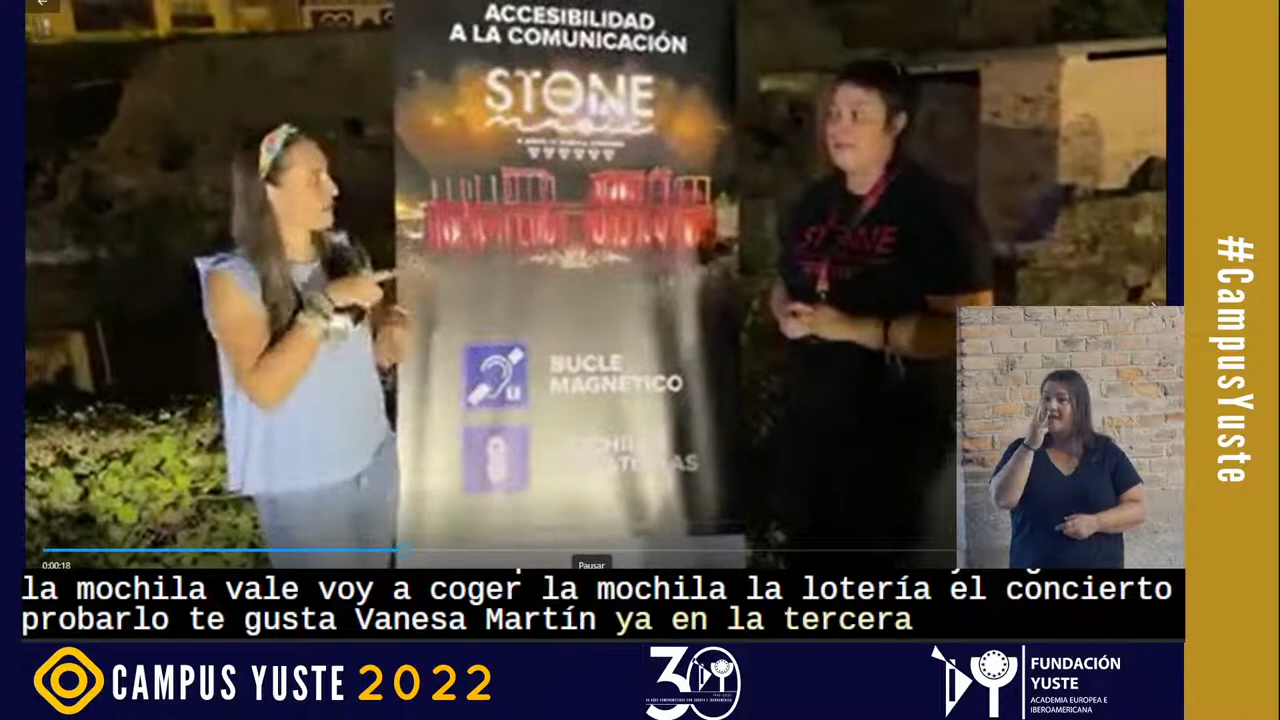 ACCESIBILIDAD
A LA COMUNICACIÓN
STONE
BUCLE
MAGNÉTICO
0:00:18
Pausar
la mochila vale voy a coger la mochila la lotería el concierto
probarlo te gusta Vanesa Martín ya en la tercera
CAMPUS YUSTE 2022
30
FUNDACIÓN
YUSTE
ACADEMIA EUROPEA E
IBEROAMERICANA
#CampusYuste